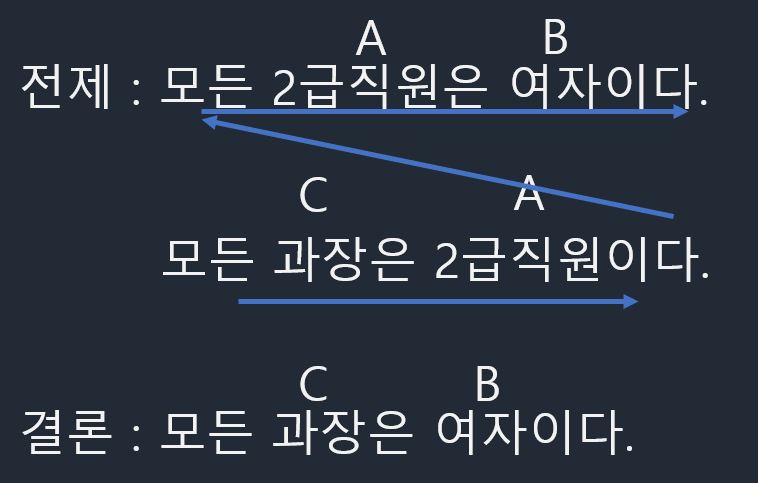 A B
전제 : 모든 2급직원은 여자이다.
C A
모든 과장은 2급직원이다.
C B
결론 : 모든 과장은 여자이다.